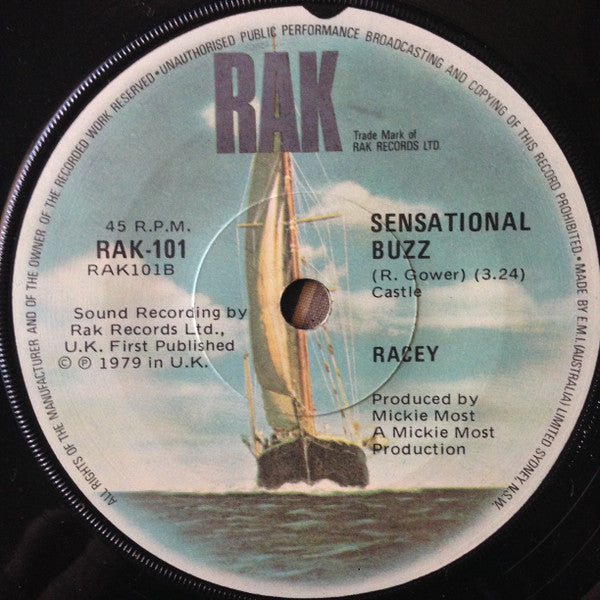 ALL RIGHTS OF THE MANUFACTURER AND OF THE OWNER OF THE RECORDED WORK RESERVED • UNAUTHORISED PUBLIC PERFORMANCE BROADCASTING AND COPYING OF THIS RECORD PROHIBITED. • MADE BY E.M.I. (AUSTRALIA) LIMITED SYDNEY, N.S.W.
RAK
Trade Mark of
RAK RECORDS LTD.
45 R.P.M.
RAK-101
RAK101B
Sound Recording by
Rak Records Ltd.,
U.K. First Published
© ℗ 1979 in U.K.
SENSATIONAL
BUZZ
(R. Gower) (3.24)
Castle
RACEY
Produced by
Mickie Most
A Mickie Most
Production